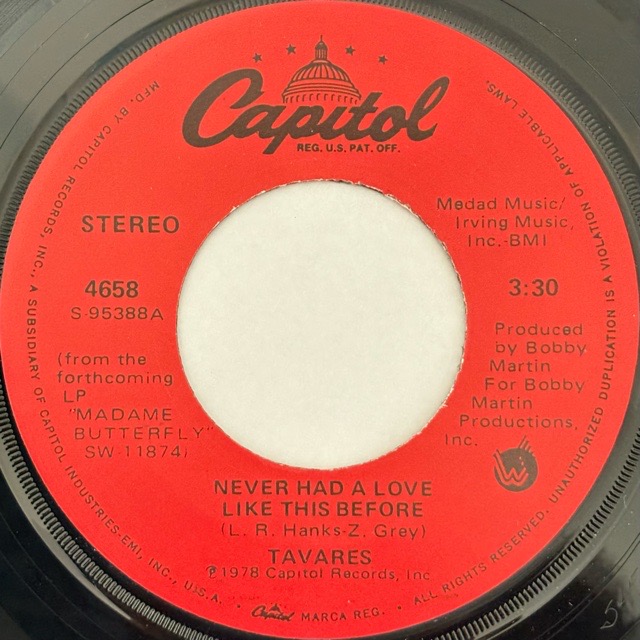 Capitol
REG. U.S. PAT. OFF.
STEREO
Medad Music/
Irving Music,
Inc.-BMI
4658
S-95388A
3:30
(from the
forthcoming
LP
"MADAME
BUTTERFLY"
SW-11874)
Produced
by Bobby
Martin
For Bobby
Martin
Productions,
Inc.
W
NEVER HAD A LOVE
LIKE THIS BEFORE
(L. R. Hanks-Z. Grey)
TAVARES
℗1978 Capitol Records, Inc
MFD. BY CAPITOL RECORDS, INC., A SUBSIDIARY OF CAPITOL INDUSTRIES-EMI, INC., U.S.A. • Capitol MARCA REG. • ALL RIGHTS RESERVED. UNAUTHORIZED DUPLICATION IS A VIOLATION OF APPLICABLE LAWS.